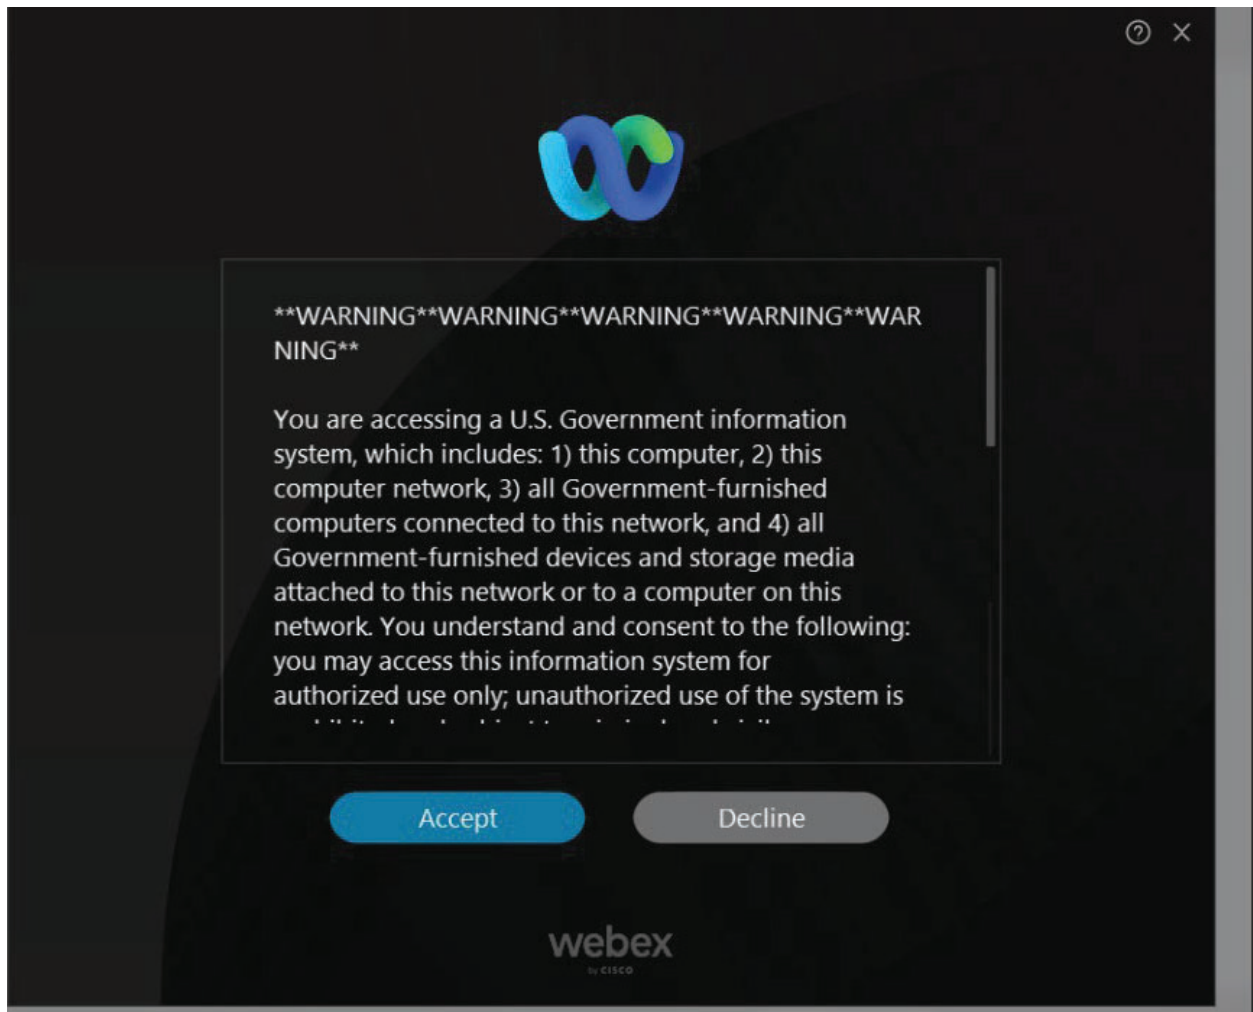 **WARNING**WARNING**WARNING**WARNING**WAR
NING**
You are accessing a U.S. Government information
system, which includes: 1) this computer, 2) this
computer network, 3) all Government-furnished
computers connected to this network, and 4) all
Government-furnished devices and storage media
attached to this network or to a computer on this
network. You understand and consent to the following:
you may access this information system for
authorized use only; unauthorized use of the system is
Accept Decline
webex
by CISCO